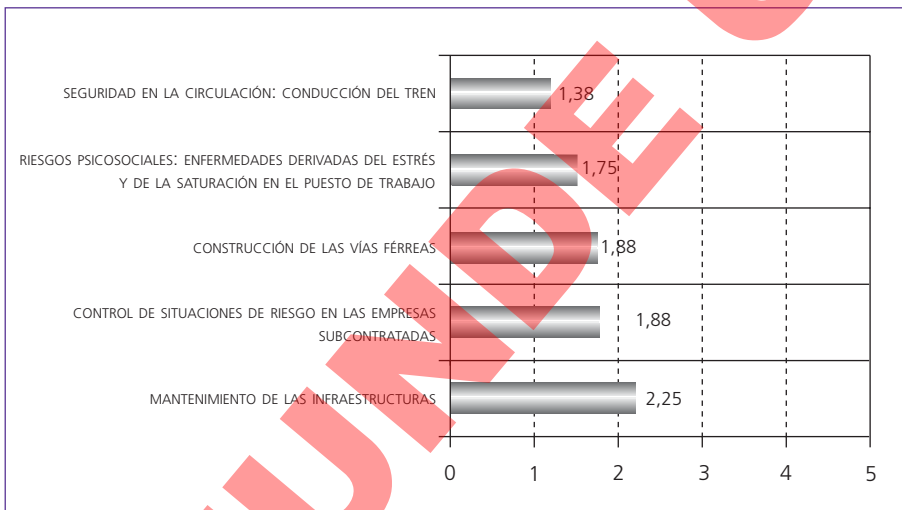 SEGURIDAD EN LA CIRCULACIÓN: CONDUCCIÓN DEL TREN
1,38
RIESGOS PSICOSOCIALES: ENFERMEDADES DERIVADAS DEL ESTRÉS
Y DE LA SATURACIÓN EN EL PUESTO DE TRABAJO
1,75
CONSTRUCCIÓN DE LAS VÍAS FÉRREAS
1,88
CONTROL DE SITUACIONES DE RIESGO EN LAS EMPRESAS
SUBCONTRATADAS
1,88
MANTENIMIENTO DE LAS INFRAESTRUCTURAS
2,25
0 1 2 3 4 5
UNDE